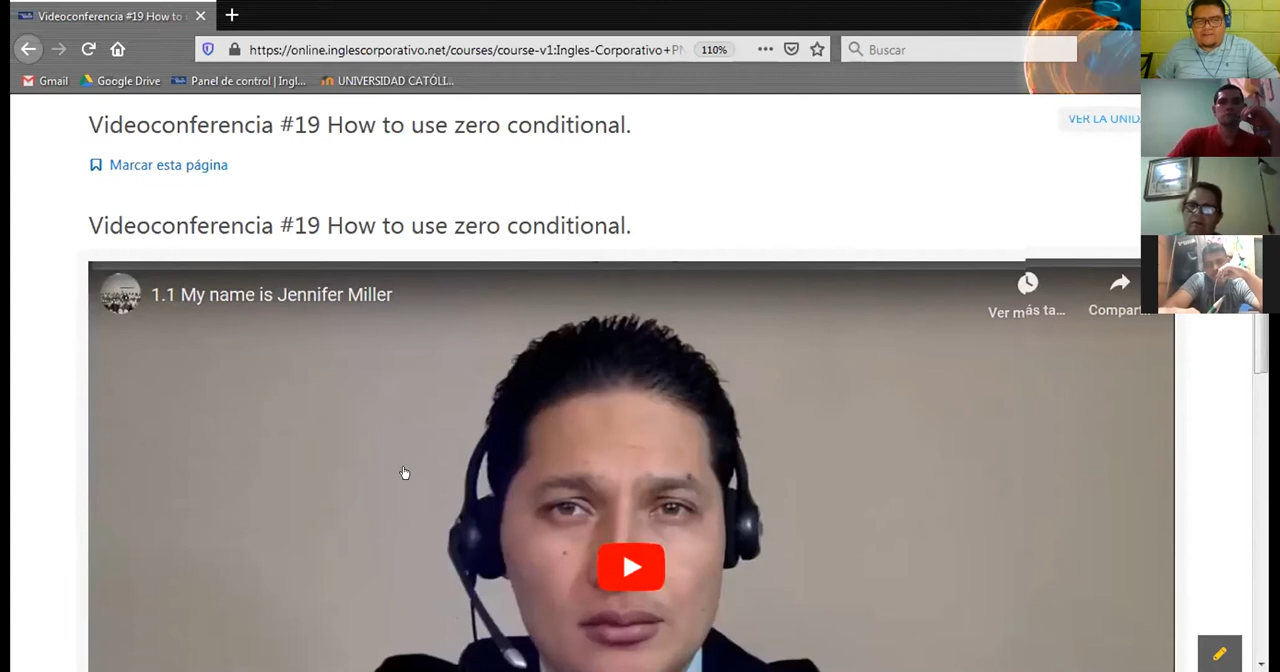 Videoconferencia #19 How to
https://online.inglescorporativo.net/courses/course-v1:Ingles-Corporativo+PN
110%
Buscar
Gmail
Google Drive
Panel de control | Ingl...
UNIVERSIDAD CATÓLI...
Videoconferencia #19 How to use zero conditional.
VER LA UNID
Marcar esta página
Videoconferencia #19 How to use zero conditional.
1.1 My name is Jennifer Miller
Ver más ta...
Compart